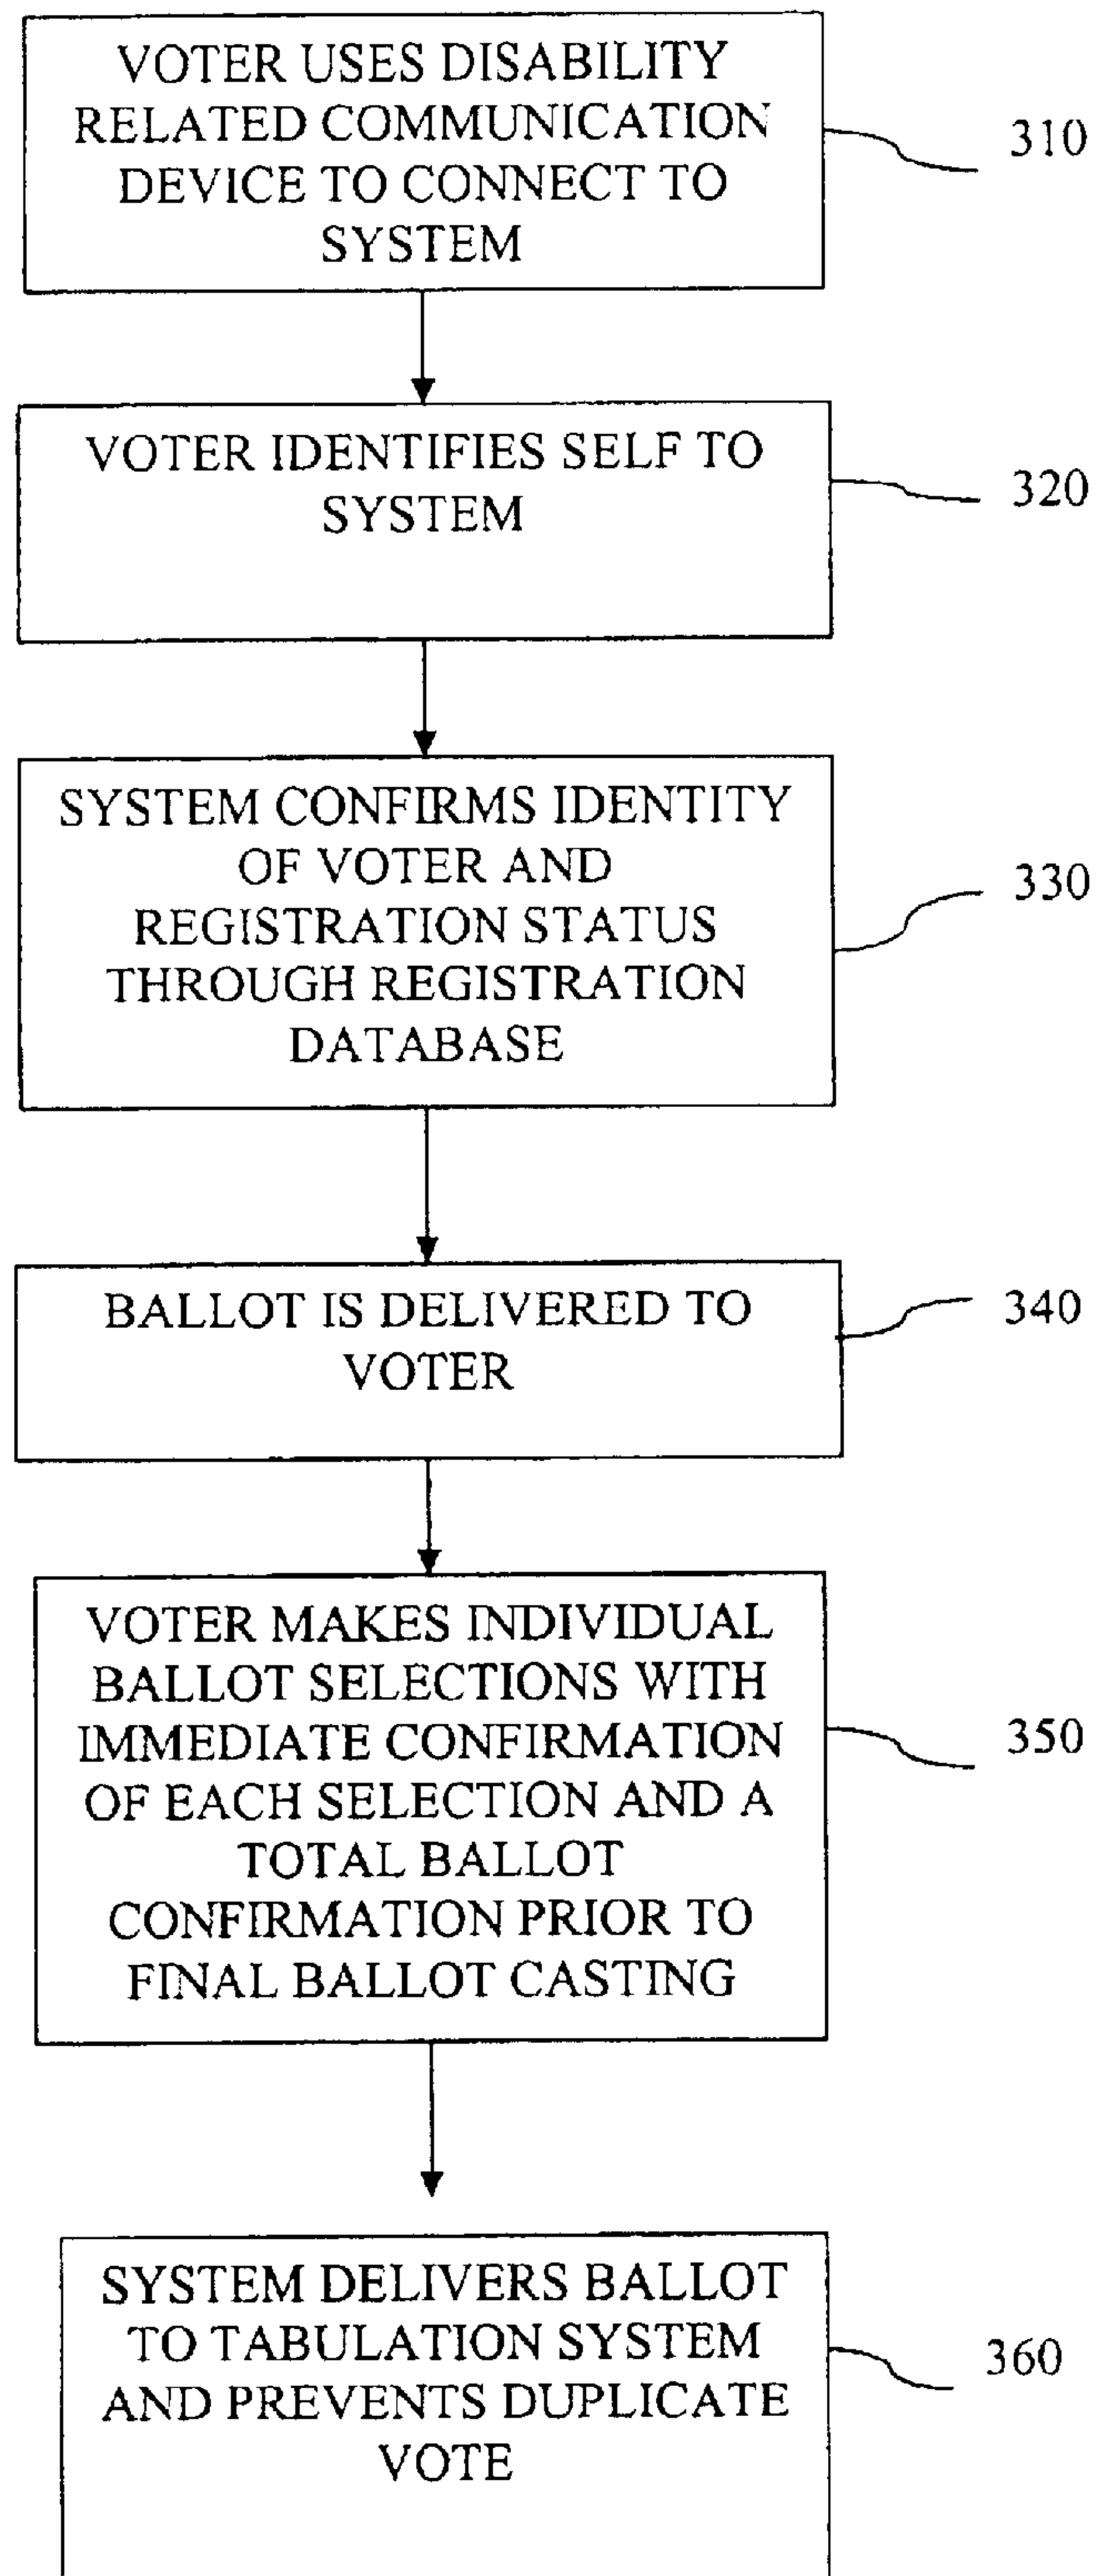 VOTER USES DISABILITY
RELATED COMMUNICATION
DEVICE TO CONNECT TO
SYSTEM
310
VOTER IDENTIFIES SELF TO
SYSTEM
320
SYSTEM CONFIRMS IDENTITY
OF VOTER AND
REGISTRATION STATUS
THROUGH REGISTRATION
DATABASE
330
BALLOT IS DELIVERED TO
VOTER
340
VOTER MAKES INDIVIDUAL
BALLOT SELECTIONS WITH
IMMEDIATE CONFIRMATION
OF EACH SELECTION AND A
TOTAL BALLOT
CONFIRMATION PRIOR TO
FINAL BALLOT CASTING
350
SYSTEM DELIVERS BALLOT
TO TABULATION SYSTEM
AND PREVENTS DUPLICATE
VOTE
360